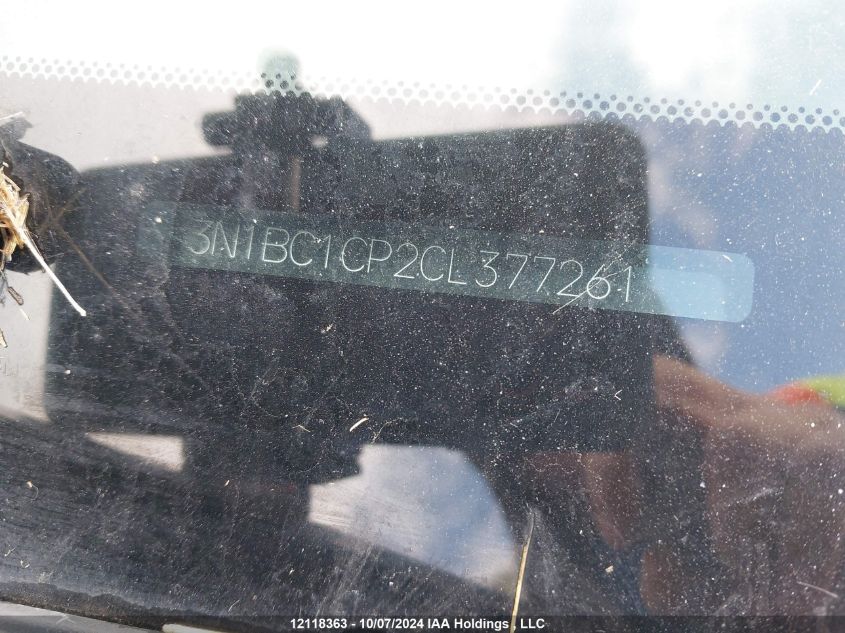 3N1BC1CP2CL377261
12118363 - 10/07/2024 IAA Holdings, LLC